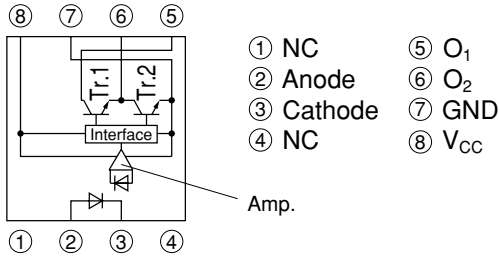 ⑧ ⑦ ⑥ ⑤
Tr.1
Tr.2
Interface
Amp.
① ② ③ ④
① NC
② Anode
③ Cathode
④ NC
⑤ O₁
⑥ O₂
⑦ GND
⑧ V_CC